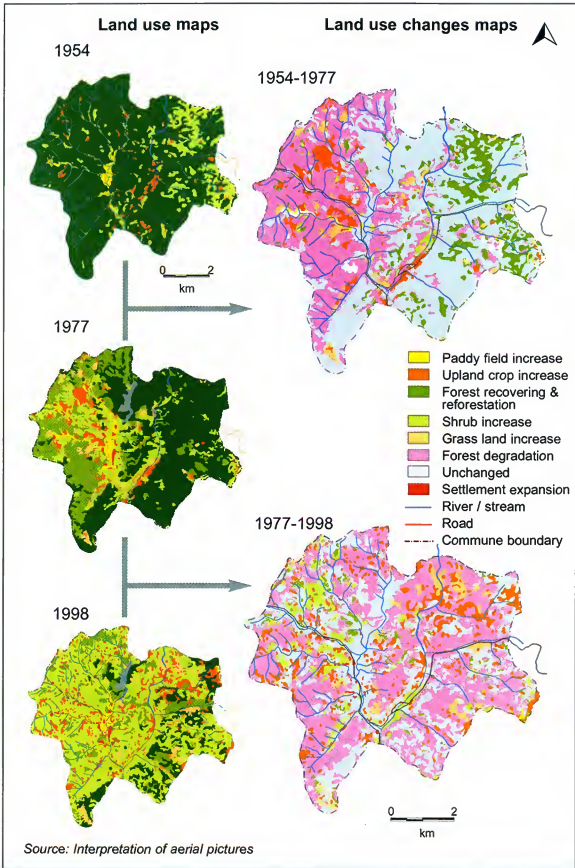 Land use maps
Land use changes maps
1954
1954-1977
0 2
km
1977
Paddy field increase
Upland crop increase
Forest recovering &
reforestation
Shrub increase
Grass land increase
Forest degradation
Unchanged
Settlement expansion
River / stream
Road
Commune boundary
1977-1998
1998
0 2
km
Source: Interpretation of aerial pictures